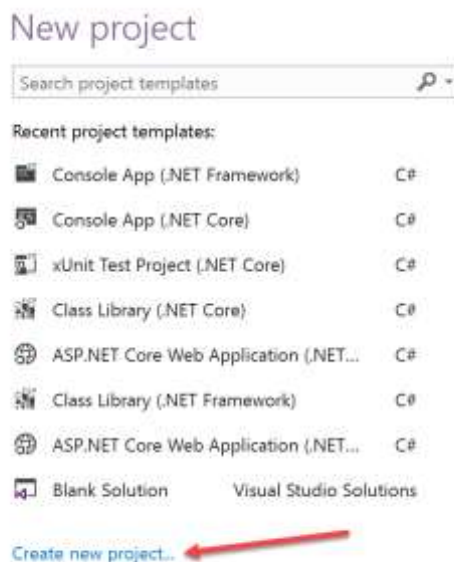 New project
Search project templates
Recent project templates:
Console App (.NET Framework) C#
Console App (.NET Core) C#
xUnit Test Project (.NET Core) C#
Class Library (.NET Core) C#
ASP.NET Core Web Application (.NET... C#
Class Library (.NET Framework) C#
ASP.NET Core Web Application (.NET... C#
Blank Solution Visual Studio Solutions
Create new project...